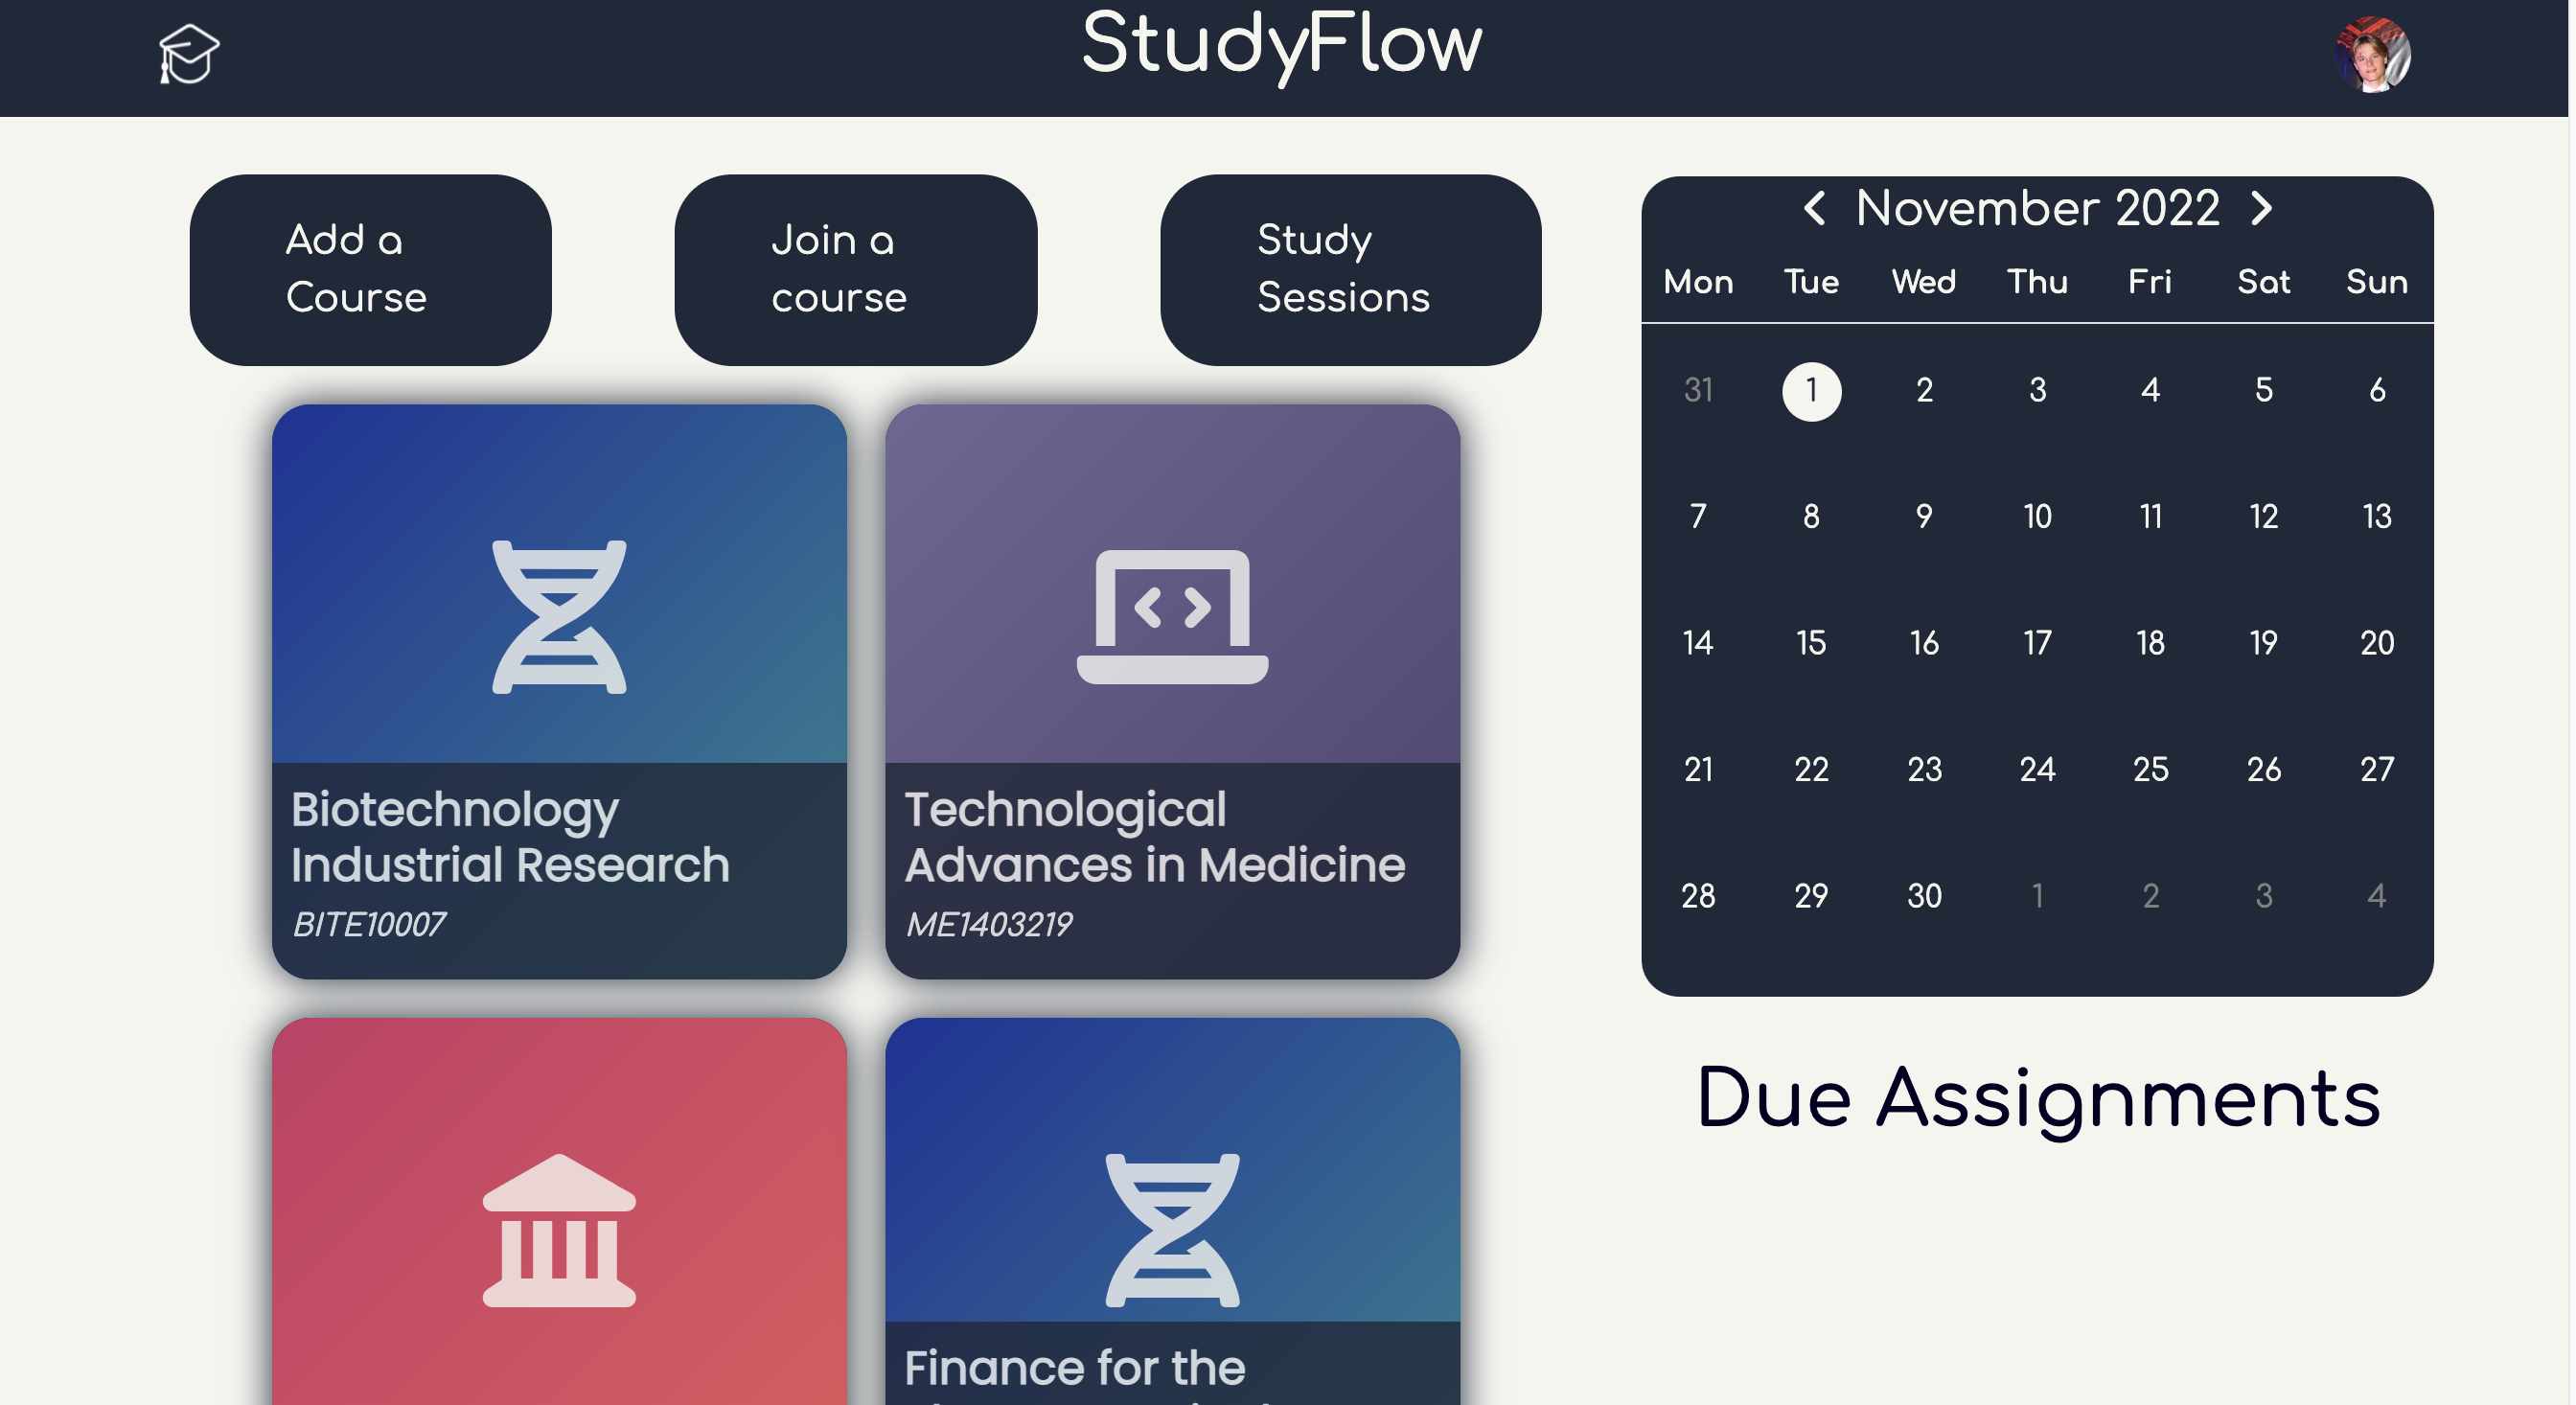 StudyFlow
Add a
Course
Join a
course
Study
Sessions
Biotechnology
Industrial Research
BITE10007
Technological
Advances in Medicine
ME1403219
Finance for the
November 2022
Mon Tue Wed Thu Fri Sat Sun
31 1 2 3 4 5 6
7 8 9 10 11 12 13
14 15 16 17 18 19 20
21 22 23 24 25 26 27
28 29 30 1 2 3 4
Due Assignments